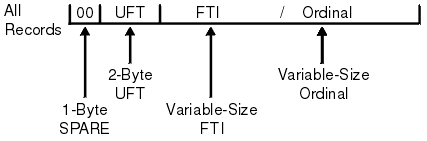 All Records
00 UFT FTI / Ordinal
2-Byte UFT
Variable-Size Ordinal
1-Byte SPARE
Variable-Size FTI